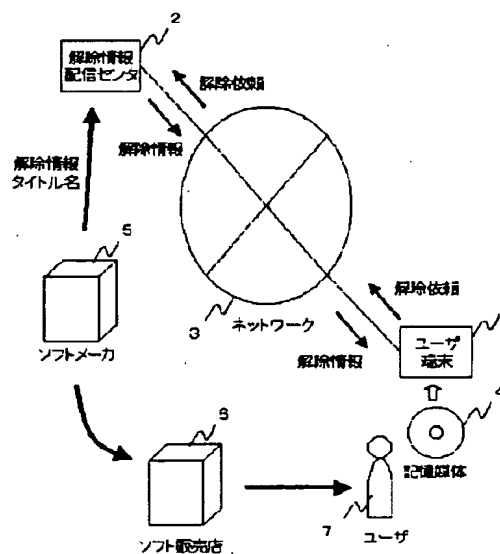 2
解除情報
配信センタ
解除依頼
解除情報
解除情報
タイトル名
5
ソフトメーカ
3
ネットワーク
解除依頼
解除情報
ユーザ
端末
1
4
記憶媒体
6
ソフト販売店
7
ユーザ